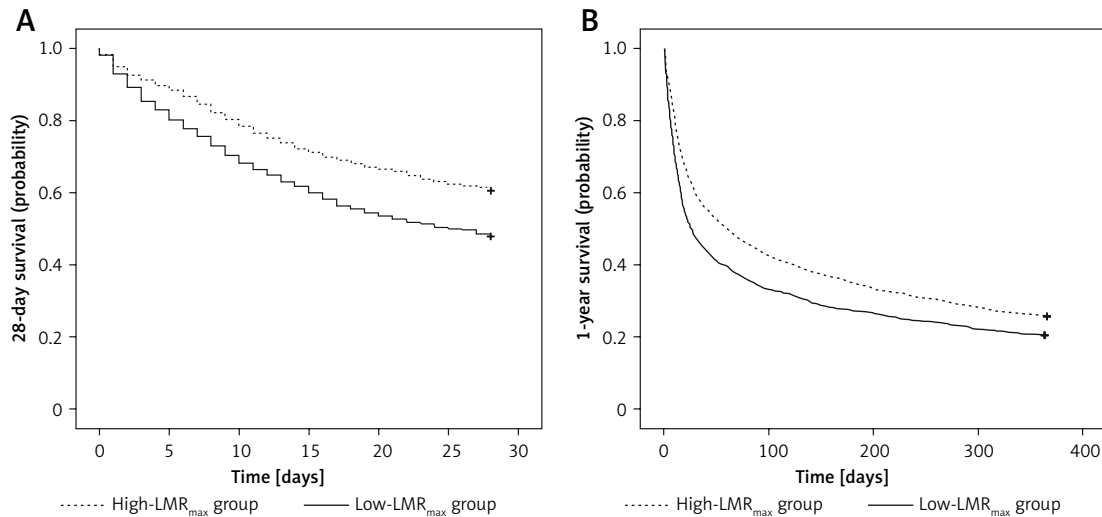 A
1.0
0.8
0.6
0.4
0.2
0
28-day survival (probability)
0 5 10 15 20 25 30
Time [days]
High-LMRmax group Low-LMRmax group
B
1.0
0.8
0.6
0.4
0.2
0
1-year survival (probability)
0 100 200 300 400
Time [days]
High-LMRmax group Low-LMRmax group